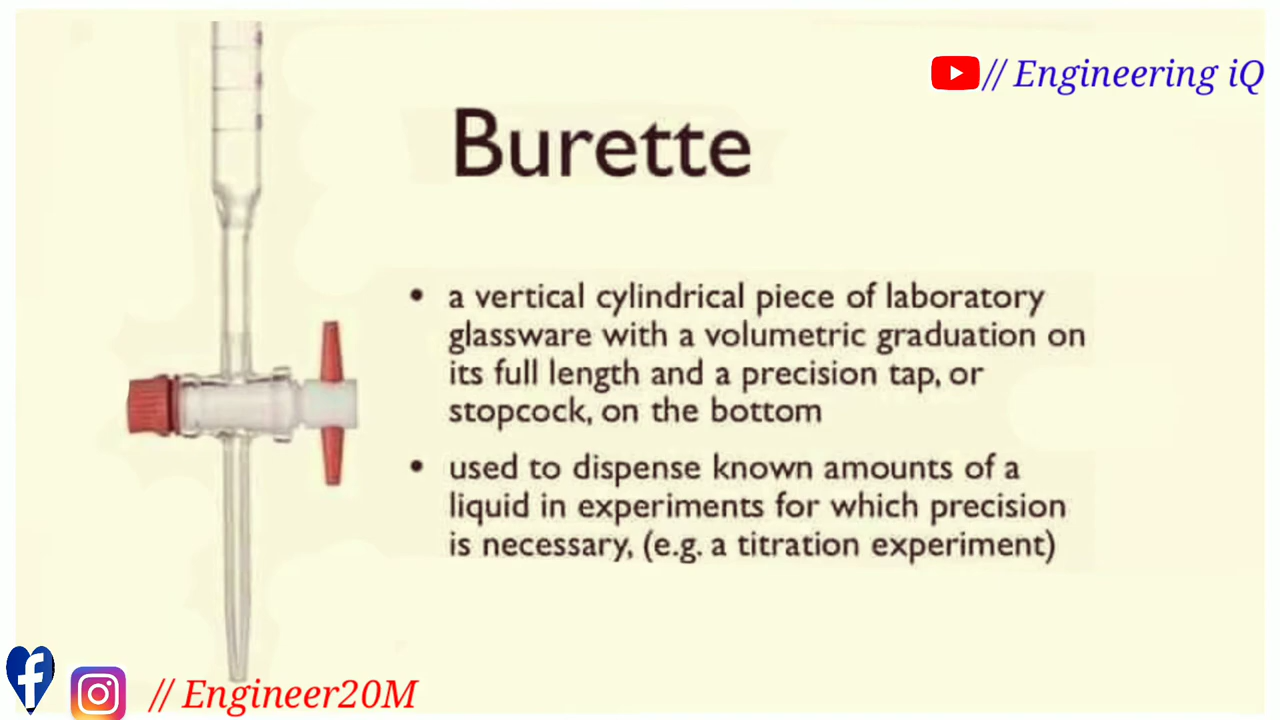 // Engineering iQ
Burette
• a vertical cylindrical piece of laboratory
glassware with a volumetric graduation on
its full length and a precision tap, or
stopcock, on the bottom
• used to dispense known amounts of a
liquid in experiments for which precision
is necessary, (e.g. a titration experiment)
// Engineer20M